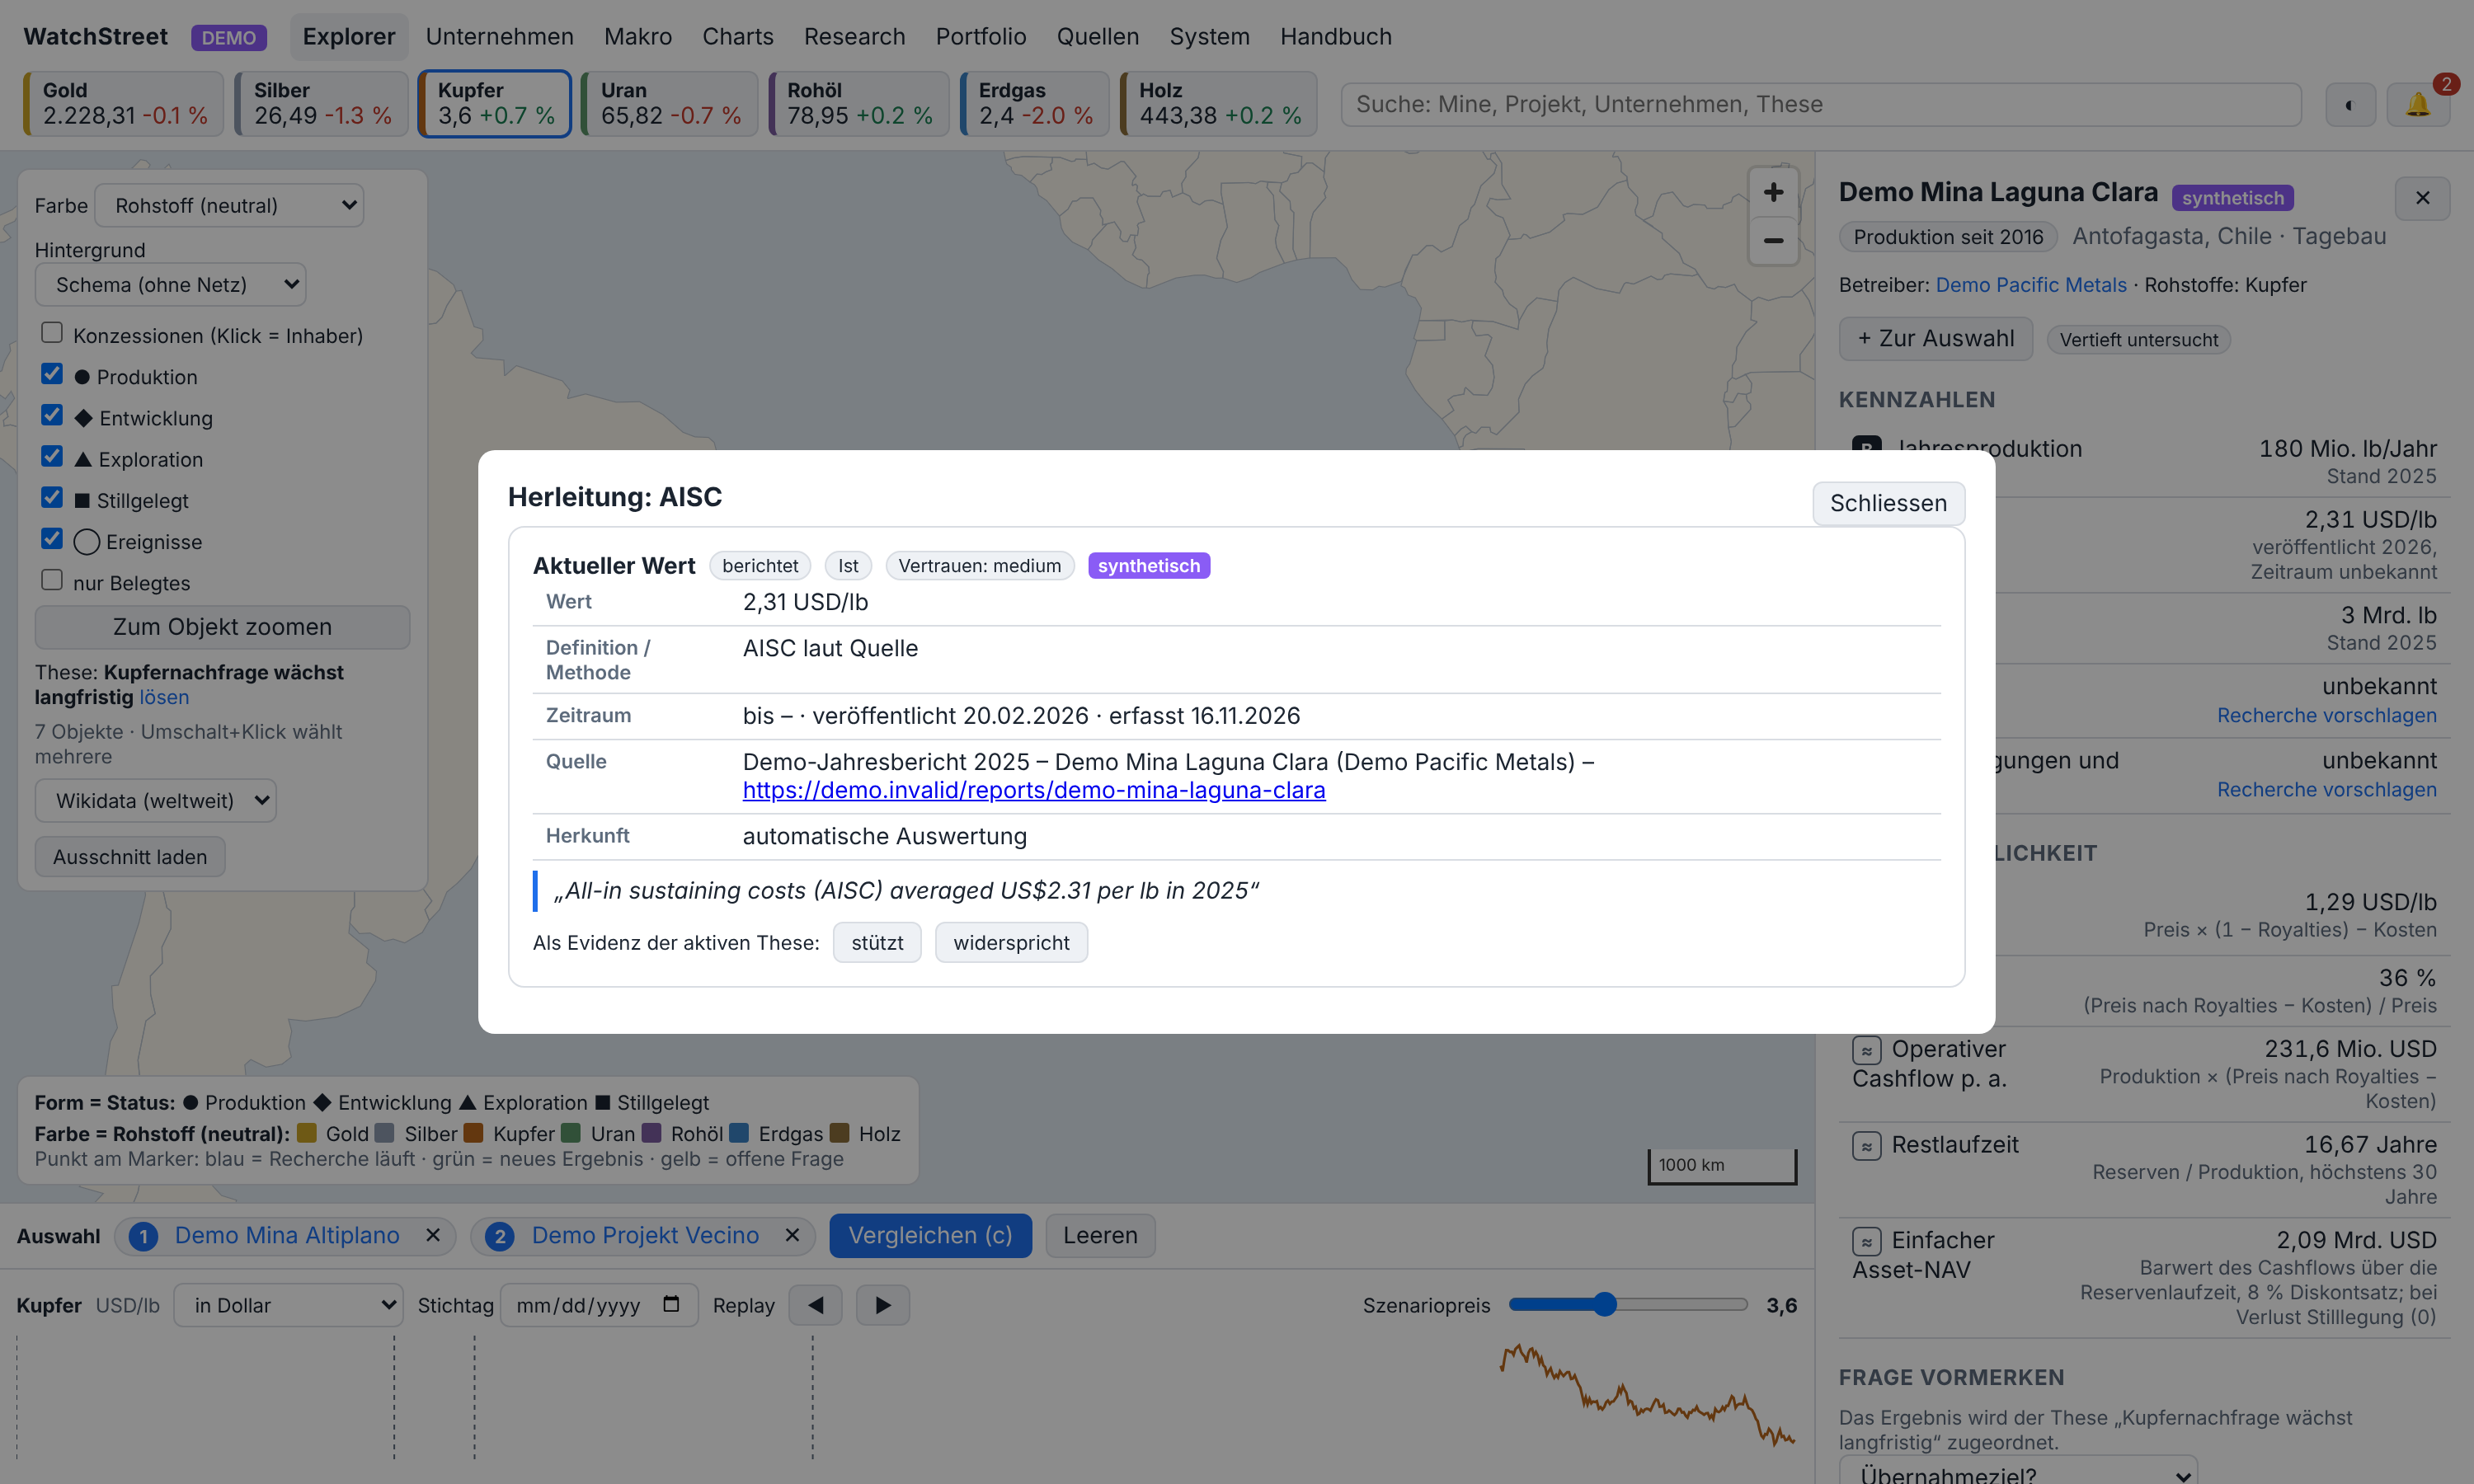 WatchStreet DEMO Explorer Unternehmen Makro Charts Research Portfolio Quellen System Handbuch
Gold
2.228,31 -0.1 %
Silber
26,49 -1.3 %
Kupfer
3,6 +0.7 %
Uran
65,82 -0.7 %
Rohöl
78,95 +0.2 %
Erdgas
2,4 -2.0 %
Holz
443,38 +0.2 %
Suche: Mine, Projekt, Unternehmen, These
2
Farbe Rohstoff (neutral)
Hintergrund
Schema (ohne Netz)
Konzessionen (Klick = Inhaber)
Produktion
Entwicklung
Exploration
Stillgelegt
Ereignisse
nur Belegtes
Zum Objekt zoomen
These: Kupfernachfrage wächst
langfristig lösen
7 Objekte · Umschalt+Klick wählt
mehrere
Wikidata (weltweit)
Ausschnitt laden
+
−
Form = Status: ● Produktion ◆ Entwicklung ▲ Exploration ■ Stillgelegt
Farbe = Rohstoff (neutral): Gold Silber Kupfer Uran Rohöl Erdgas Holz
Punkt am Marker: blau = Recherche läuft · grün = neues Ergebnis · gelb = offene Frage
1000 km
Herleitung: AISC
Schliessen
Aktueller Wert berichtet Ist Vertrauen: medium synthetisch
Wert 2,31 USD/lb
Definition / Methode AISC laut Quelle
Zeitraum bis – · veröffentlicht 20.02.2026 · erfasst 16.11.2026
Quelle Demo-Jahresbericht 2025 – Demo Mina Laguna Clara (Demo Pacific Metals) –
https://demo.invalid/reports/demo-mina-laguna-clara
Herkunft automatische Auswertung
„All-in sustaining costs (AISC) averaged US$2.31 per lb in 2025“
Als Evidenz der aktiven These: stützt widerspricht
Demo Mina Laguna Clara synthetisch
✕
Produktion seit 2016 Antofagasta, Chile · Tagebau
Betreiber: Demo Pacific Metals · Rohstoffe: Kupfer
+ Zur Auswahl Vertieft untersucht
KENNZAHLEN
Jahresproduktion 180 Mio. lb/Jahr
Stand 2025
2,31 USD/lb
veröffentlicht 2026,
Zeitraum unbekannt
3 Mrd. lb
Stand 2025
unbekannt
Recherche vorschlagen
gungen und unbekannt
Recherche vorschlagen
LICHKEIT
1,29 USD/lb
Preis × (1 − Royalties) − Kosten
36 %
(Preis nach Royalties − Kosten) / Preis
≈ Operativer Cashflow p. a. 231,6 Mio. USD
Produktion × (Preis nach Royalties −
Kosten)
≈ Restlaufzeit 16,67 Jahre
Reserven / Produktion, höchstens 30
Jahre
≈ Einfacher Asset-NAV 2,09 Mrd. USD
Barwert des Cashflows über die
Reservenlaufzeit, 8 % Diskontsatz; bei
Verlust Stilllegung (0)
FRAGE VORMERKEN
Das Ergebnis wird der These „Kupfernachfrage wächst
langfristig“ zugeordnet.
Übernahmeziel?
Auswahl 1 Demo Mina Altiplano ✕ 2 Demo Projekt Vecino ✕ Vergleichen (c) Leeren
Kupfer USD/lb in Dollar Stichtag mm/dd/yyyy Replay ◀ ▶ Szenariopreis 3,6